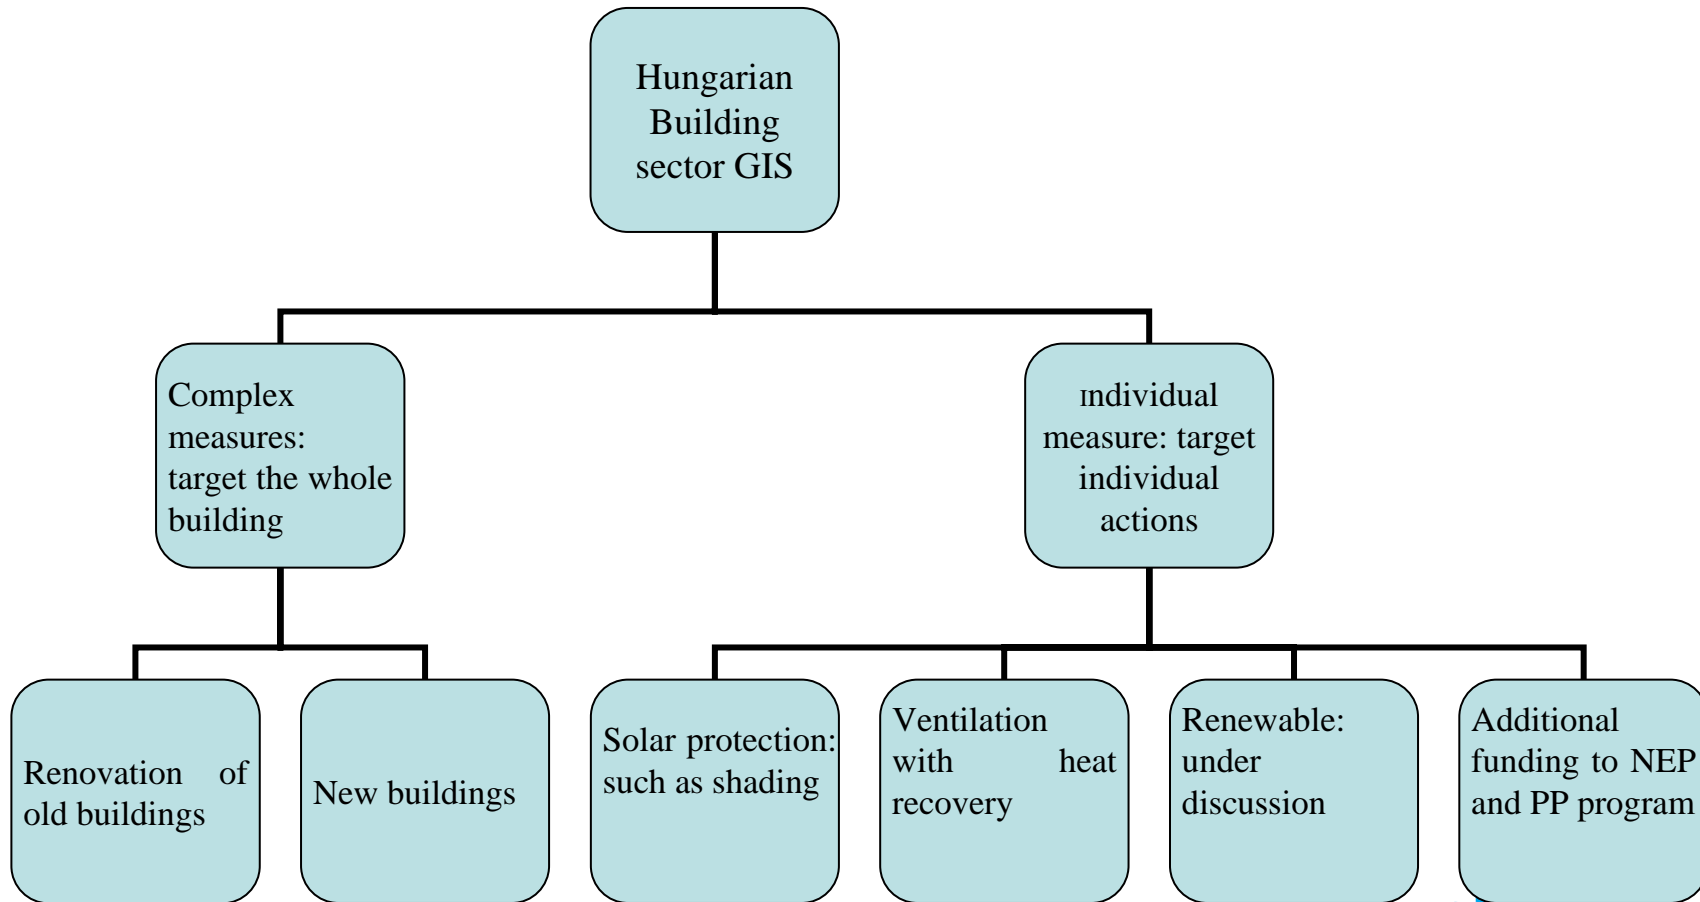 Hungarian
Building
sector GIS
Complex
measures:
target the whole
building
Individual
measure: target
individual
actions
Renovation of
old buildings
New buildings
Solar protection:
such as shading
Ventilation
with heat
recovery
Renewable:
under
discussion
Additional
funding to NEP
and PP program